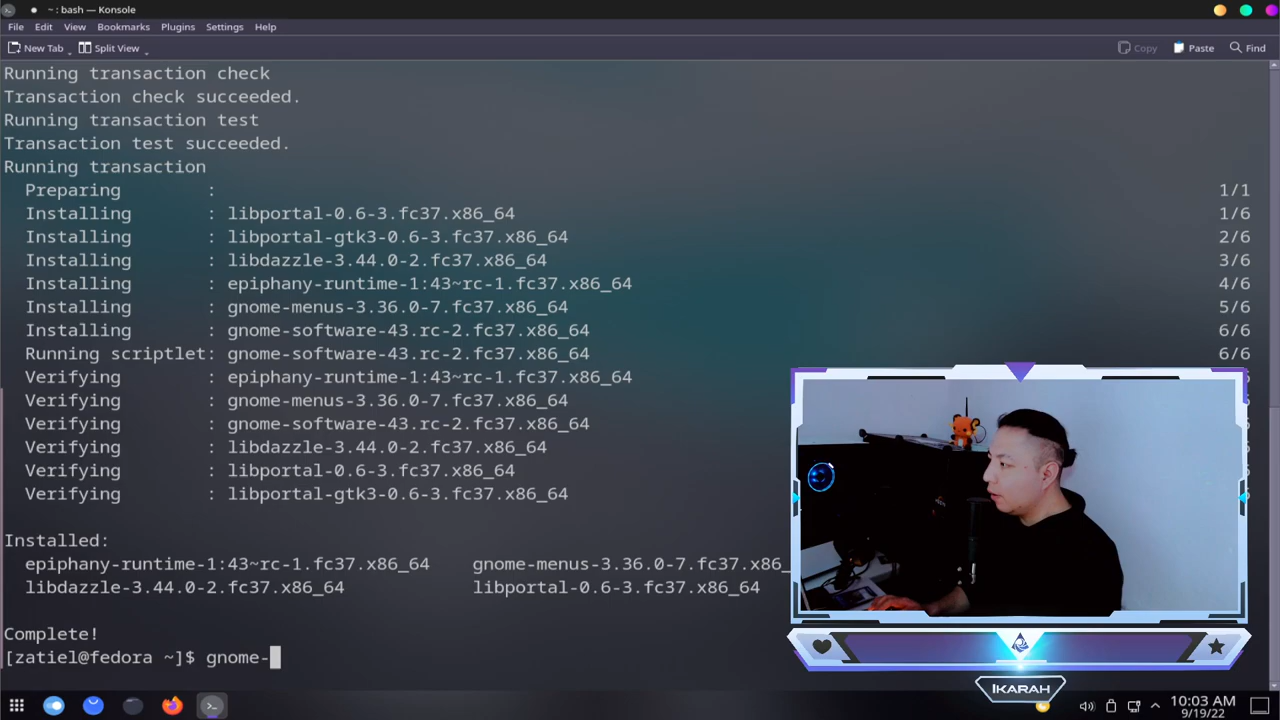 ~ : bash — Konsole
File Edit View Bookmarks Plugins Settings Help
New Tab Split View Copy Paste Find
Running transaction check
Transaction check succeeded.
Running transaction test
Transaction test succeeded.
Running transaction
Preparing : 1/1
Installing : libportal-0.6-3.fc37.x86_64 1/6
Installing : libportal-gtk3-0.6-3.fc37.x86_64 2/6
Installing : libdazzle-3.44.0-2.fc37.x86_64 3/6
Installing : epiphany-runtime-1:43~rc-1.fc37.x86_64 4/6
Installing : gnome-menus-3.36.0-7.fc37.x86_64 5/6
Installing : gnome-software-43.rc-2.fc37.x86_64 6/6
Running scriptlet: gnome-software-43.rc-2.fc37.x86_64 6/6
Verifying : epiphany-runtime-1:43~rc-1.fc37.x86_64
Verifying : gnome-menus-3.36.0-7.fc37.x86_64
Verifying : gnome-software-43.rc-2.fc37.x86_64
Verifying : libdazzle-3.44.0-2.fc37.x86_64
Verifying : libportal-0.6-3.fc37.x86_64
Verifying : libportal-gtk3-0.6-3.fc37.x86_64
Installed:
epiphany-runtime-1:43~rc-1.fc37.x86_64 gnome-menus-3.36.0-7.fc37.x86_
libdazzle-3.44.0-2.fc37.x86_64 libportal-0.6-3.fc37.x86_64
Complete!
[zatiel@fedora ~]$ gnome-
IKARAH
10:03 AM
9/19/22